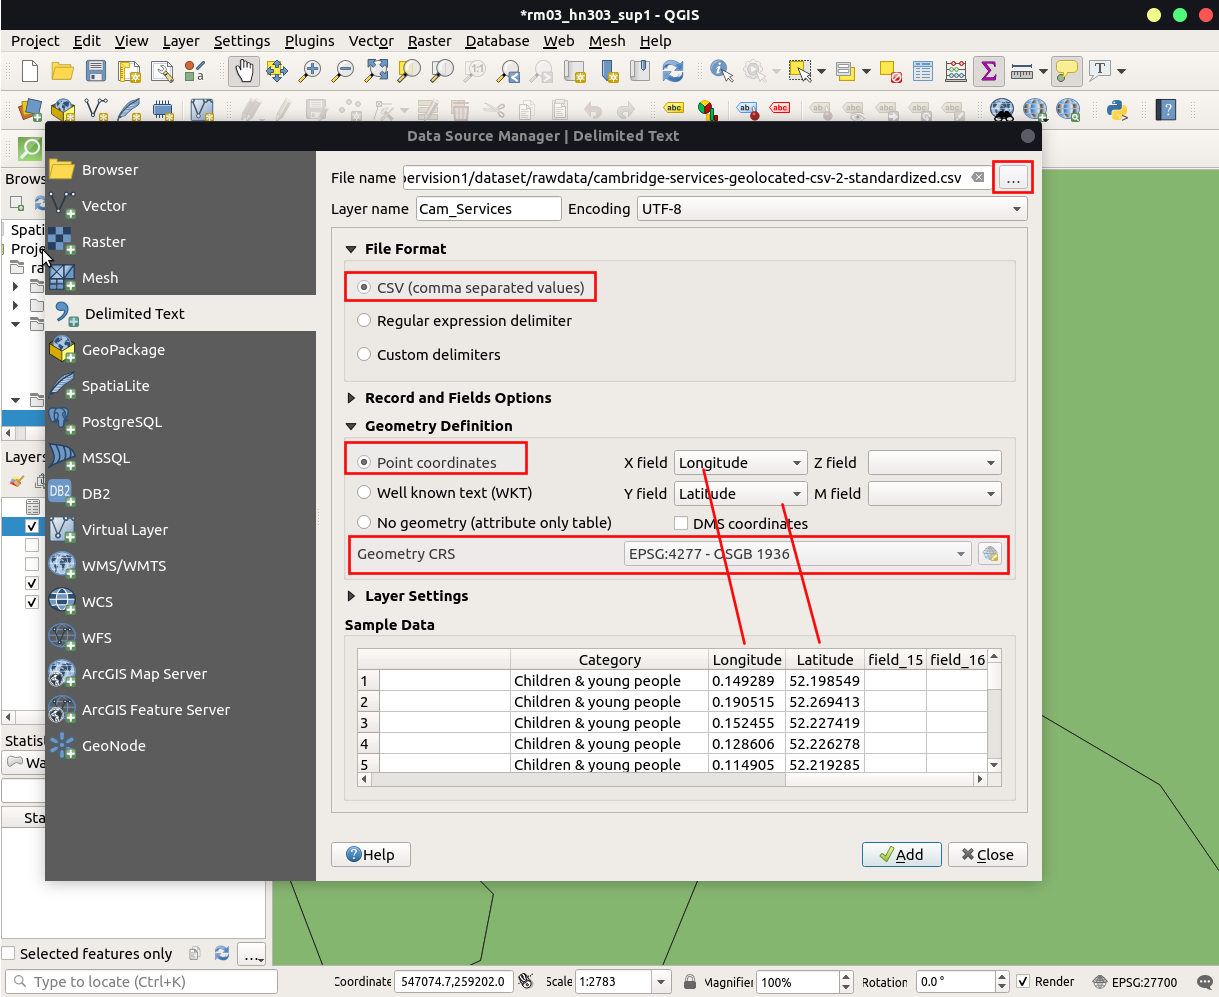 *rm03_hn303_sup1 - QGIS
Project Edit View Layer Settings Plugins Vector Raster Database Web Mesh Help
1:1
abc abc abc
Data Source Manager | Delimited Text
Brows
Spati
Proje
ra
Layers
Statist
Wa
Sta
Browser
Vector
Raster
Mesh
Delimited Text
GeoPackage
SpatiaLite
PostgreSQL
MSSQL
DB2 DB2
Virtual Layer
WMS/WMTS
WCS
WFS
ArcGIS Map Server
ArcGIS Feature Server
GeoNode
File name ervision1/dataset/rawdata/cambridge-services-geolocated-csv-2-standardized.csv ...
Layer name Cam_Services Encoding UTF-8
File Format
CSV (comma separated values)
Regular expression delimiter
Custom delimiters
Record and Fields Options
Geometry Definition
Point coordinates X field Longitude Z field
Well known text (WKT) Y field Latitude M field
No geometry (attribute only table) DMS coordinates
Geometry CRS EPSG:4277 - OSGB 1936
Layer Settings
Sample Data
Category Longitude Latitude field_15 field_16
1 Children & young people 0.149289 52.198549
2 Children & young people 0.190515 52.269413
3 Children & young people 0.152455 52.227419
4 Children & young people 0.128606 52.226278
5 Children & young people 0.114905 52.219285
Help Add Close
Selected features only ...
Type to locate (Ctrl+K) Coordinate 547074.7,259202.0 Scale 1:2783 Magnifier 100% Rotation 0.0° Render EPSG:27700